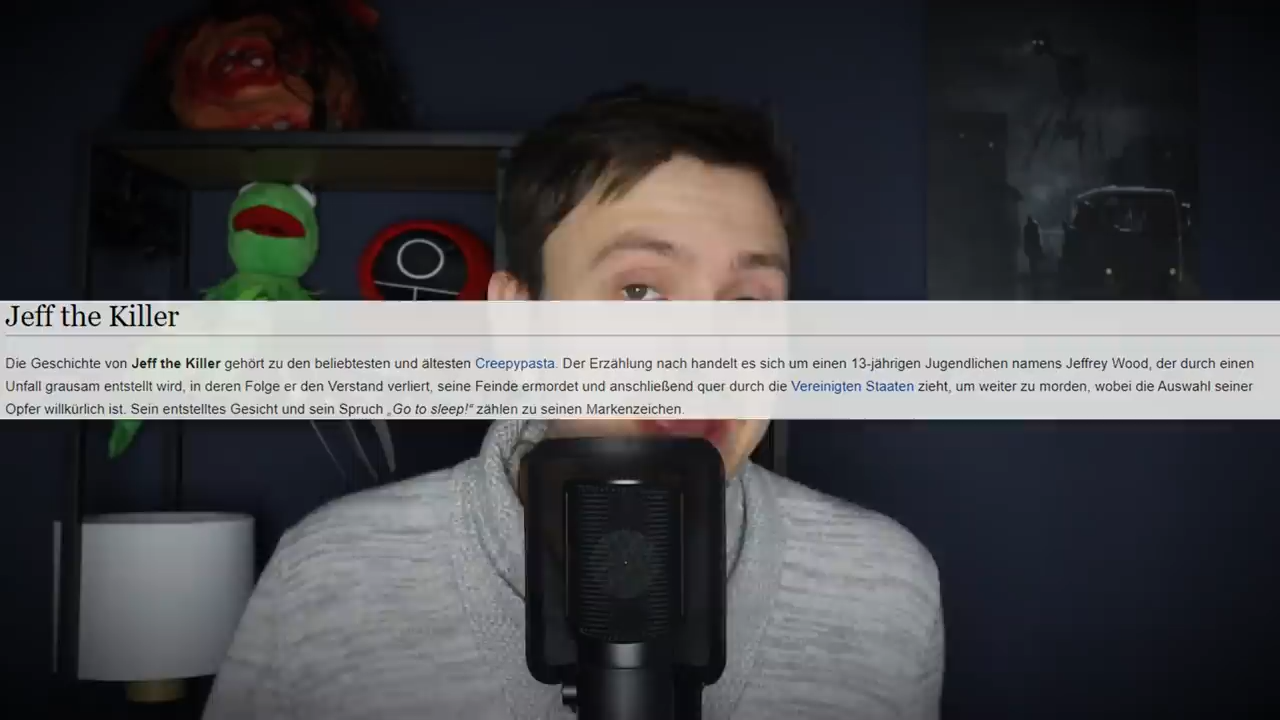 Jeff the Killer
Die Geschichte von Jeff the Killer gehört zu den beliebtesten und ältesten Creepypasta. Der Erzählung nach handelt es sich um einen 13-jährigen Jugendlichen namens Jeffrey Wood, der durch einen
Unfall grausam entstellt wird, in deren Folge er den Verstand verliert, seine Feinde ermordet und anschließend quer durch die Vereinigten Staaten zieht, um weiter zu morden, wobei die Auswahl seiner
Opfer willkürlich ist. Sein entstelltes Gesicht und sein Spruch „Go to sleep!“ zählen zu seinen Markenzeichen.